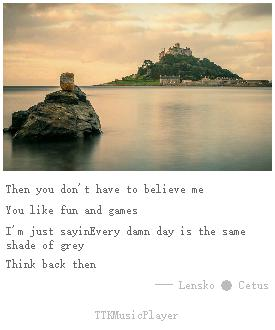 Then you don't have to believe me
You like fun and games
I'm just sayinEvery damn day is the same
shade of grey
Think back then
— Lensko ● Cetus
TTKMusicPlayer